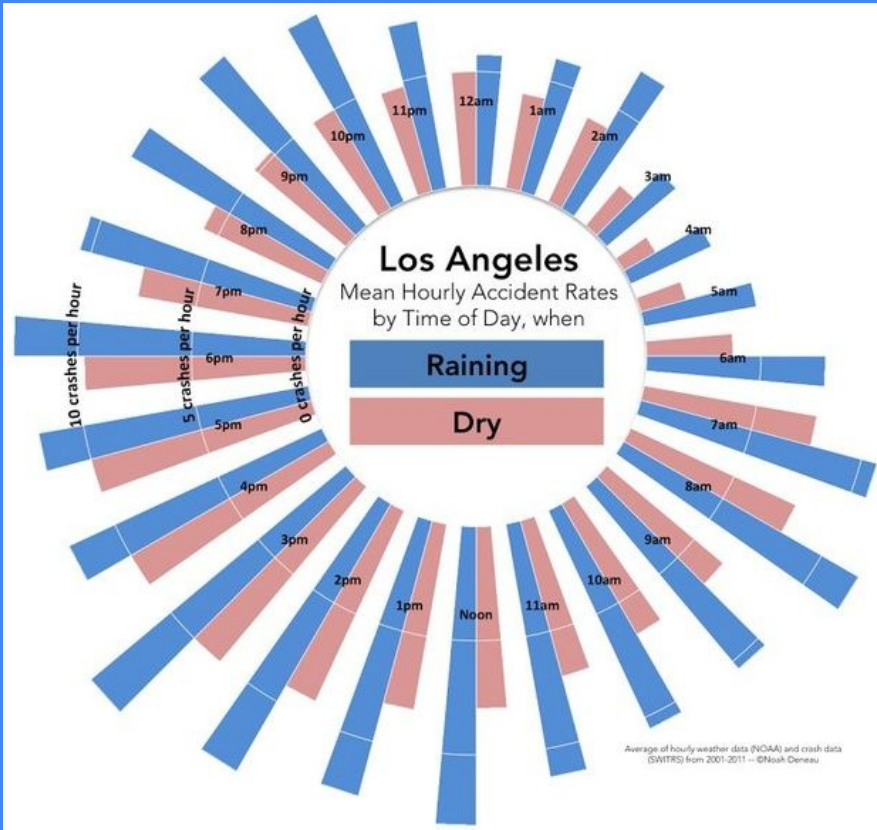 Los Angeles
Mean Hourly Accident Rates
by Time of Day, when
Raining
Dry
12am
1am
2am
3am
4am
5am
6am
7am
8am
9am
10am
11am
Noon
1pm
2pm
3pm
4pm
5pm
6pm
7pm
8pm
9pm
10pm
11pm
10 crashes per hour
5 crashes per hour
0 crashes per hour
Average of hourly weather data (NOAA) and crash data
(SWITRS) from 2001-2011 -- ©Noah Deneau